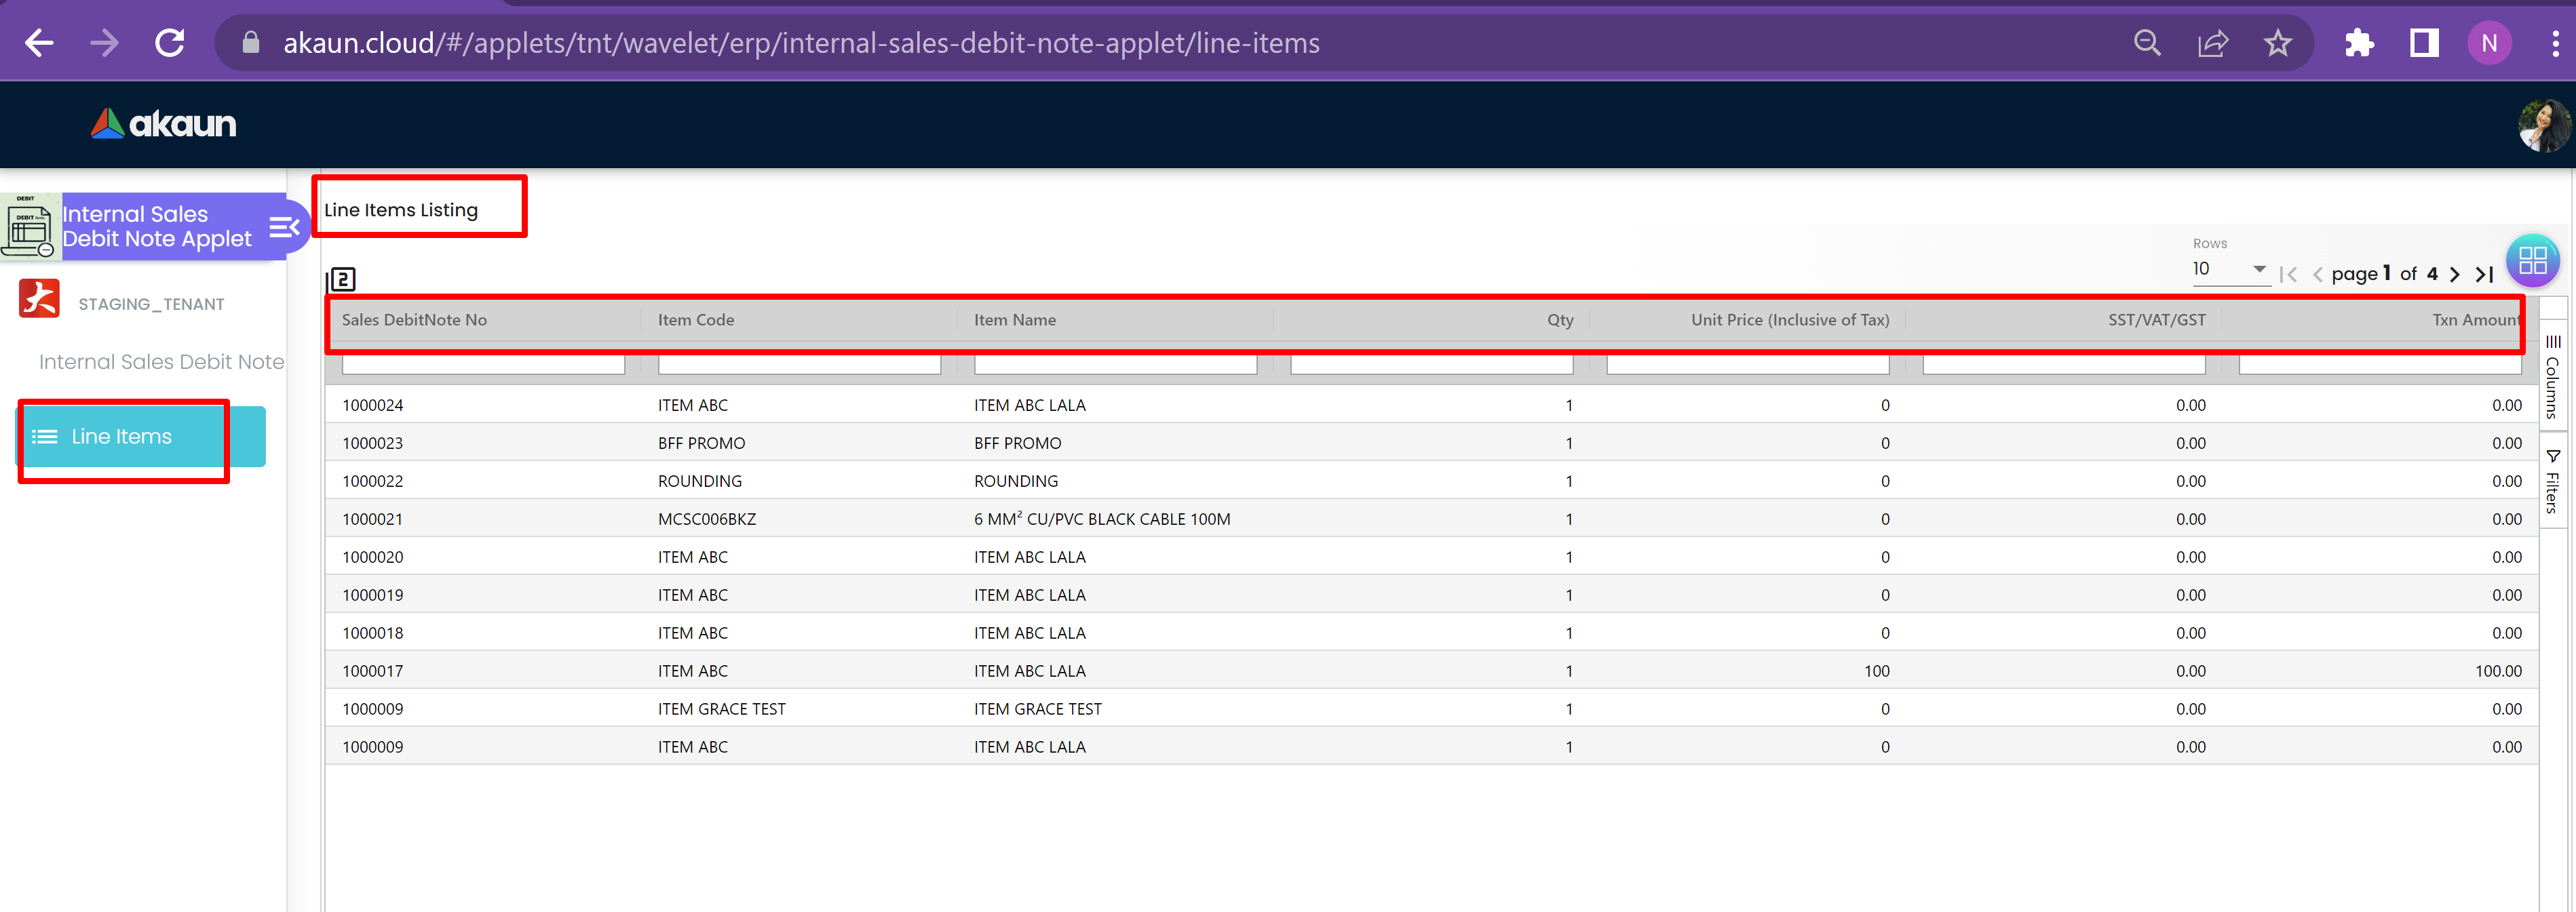 akaun.cloud/#/applets/tnt/wavelet/erp/internal-sales-debit-note-applet/line-items
N
akaun
DEBIT
DEBIT Note
Internal Sales
Debit Note Applet
Line Items Listing
STAGING_TENANT
Internal Sales Debit Note
Line Items
Rows
10
page 1 of 4
2
Sales DebitNote No Item Code Item Name Qty Unit Price (Inclusive of Tax) SST/VAT/GST Txn Amount
1000024 ITEM ABC ITEM ABC LALA 1 0 0.00 0.00
1000023 BFF PROMO BFF PROMO 1 0 0.00 0.00
1000022 ROUNDING ROUNDING 1 0 0.00 0.00
1000021 MCSC006BKZ 6 MM² CU/PVC BLACK CABLE 100M 1 0 0.00 0.00
1000020 ITEM ABC ITEM ABC LALA 1 0 0.00 0.00
1000019 ITEM ABC ITEM ABC LALA 1 0 0.00 0.00
1000018 ITEM ABC ITEM ABC LALA 1 0 0.00 0.00
1000017 ITEM ABC ITEM ABC LALA 1 100 0.00 100.00
1000009 ITEM GRACE TEST ITEM GRACE TEST 1 0 0.00 0.00
1000009 ITEM ABC ITEM ABC LALA 1 0 0.00 0.00
Columns
Filters